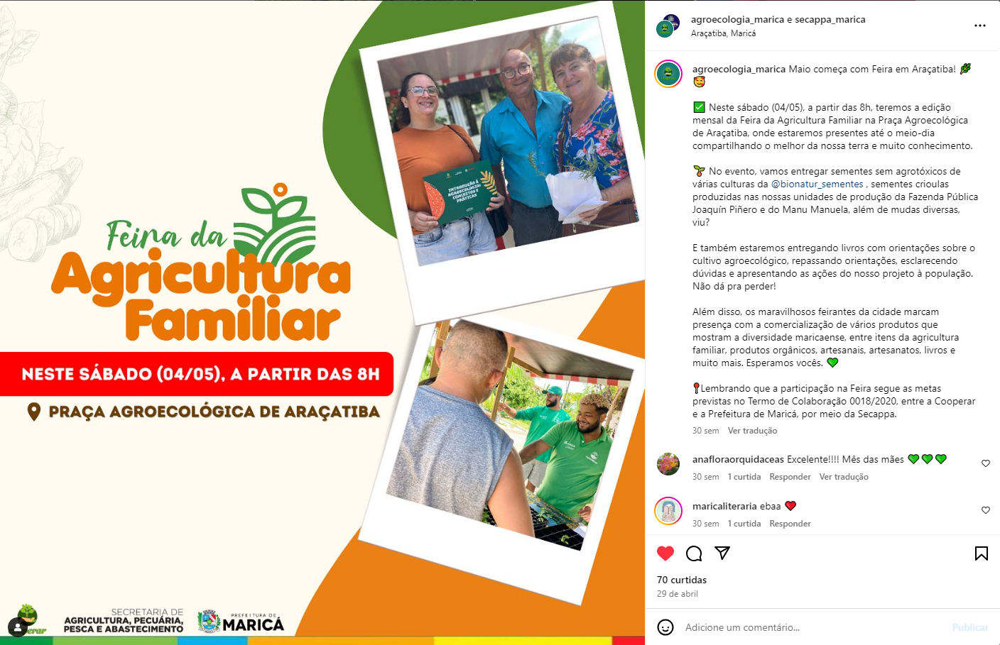 Feira da
Agricultura
Familiar
NESTE SÁBADO (04/05), A PARTIR DAS 8H
PRAÇA AGROECOLÓGICA DE ARAÇATIBA
INTRODUÇÃO À
AGROECOLOGIA:
CONCEITOS E
PRÁTICAS
SECRETARIA DE
AGRICULTURA, PECUÁRIA,
PESCA E ABASTECIMENTO
PREFEITURA DE
MARICÁ
agroecologia_marica e secappa_marica
Araçatiba, Maricá
agroecologia_marica Maio começa com Feira em Araçatiba! 🌿
🥰
✅ Neste sábado (04/05), a partir das 8h, teremos a edição
mensal da Feira da Agricultura Familiar na Praça Agroecológica
de Araçatiba, onde estaremos presentes até o meio-dia
compartilhando o melhor da nossa terra e muito conhecimento.
🌱 No evento, vamos entregar sementes sem agrotóxicos de
várias culturas da @bionatur_sementes , sementes crioulas
produzidas nas nossas unidades de produção da Fazenda Pública
Joaquín Piñero e do Manu Manuela, além de mudas diversas,
viu?
E também estaremos entregando livros com orientações sobre o
cultivo agroecológico, repassando orientações, esclarecendo
dúvidas e apresentando as ações do nosso projeto à população.
Não dá pra perder!
Além disso, os maravilhosos feirantes da cidade marcam
presença com a comercialização de vários produtos que
mostram a diversidade maricaense, entre itens da agricultura
familiar, produtos orgânicos, artesanais, artesanatos, livros e
muito mais. Esperamos vocês. 💚
📍Lembrando que a participação na Feira segue as metas
previstas no Termo de Colaboração 0018/2020, entre a Cooperar
e a Prefeitura de Maricá, por meio da Secappa.
30 sem Ver tradução
anafloraorquidaceas Excelente!!!! Mês das mães 💚💚💚
30 sem 1 curtida Responder Ver tradução
maricaliteraria ebaa ❤️
30 sem 1 curtida Responder
70 curtidas
29 de abril
Adicione um comentário...
Publicar